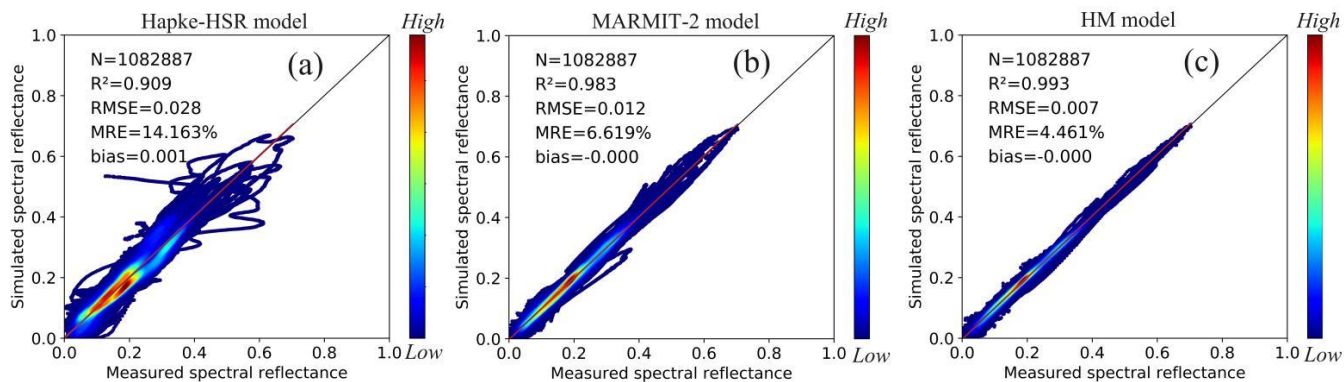 Hapke-HSR model
High
1.0
0.8
0.6
0.4
0.2
0.0
N=1082887
R²=0.909
RMSE=0.028
MRE=14.163%
bias=0.001
(a)
Simulated spectral reflectance
0.0 0.2 0.4 0.6 0.8 1.0
Measured spectral reflectance
Low
MARMIT-2 model
High
1.0
0.8
0.6
0.4
0.2
0.0
N=1082887
R²=0.983
RMSE=0.012
MRE=6.619%
bias=-0.000
(b)
Simulated spectral reflectance
0.0 0.2 0.4 0.6 0.8 1.0
Measured spectral reflectance
Low
HM model
High
1.0
0.8
0.6
0.4
0.2
0.0
N=1082887
R²=0.993
RMSE=0.007
MRE=4.461%
bias=-0.000
(c)
Simulated spectral reflectance
0.0 0.2 0.4 0.6 0.8 1.0
Measured spectral reflectance
Low